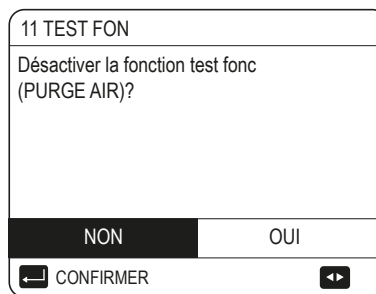 11 TEST FON
Désactiver la fonction test fonc
(PURGE AIR)?
NON OUI
CONFIRMER